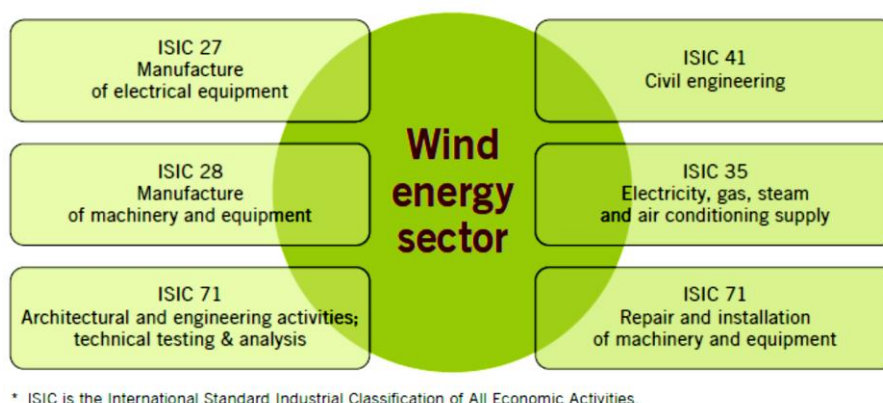 ISIC 27
Manufacture
of electrical equipment
ISIC 28
Manufacture
of machinery and equipment
ISIC 71
Architectural and engineering activities;
technical testing & analysis
Wind
energy
sector
ISIC 41
Civil engineering
ISIC 35
Electricity, gas, steam
and air conditioning supply
ISIC 71
Repair and installation
of machinery and equipment
* ISIC is the International Standard Industrial Classification of All Economic Activities.